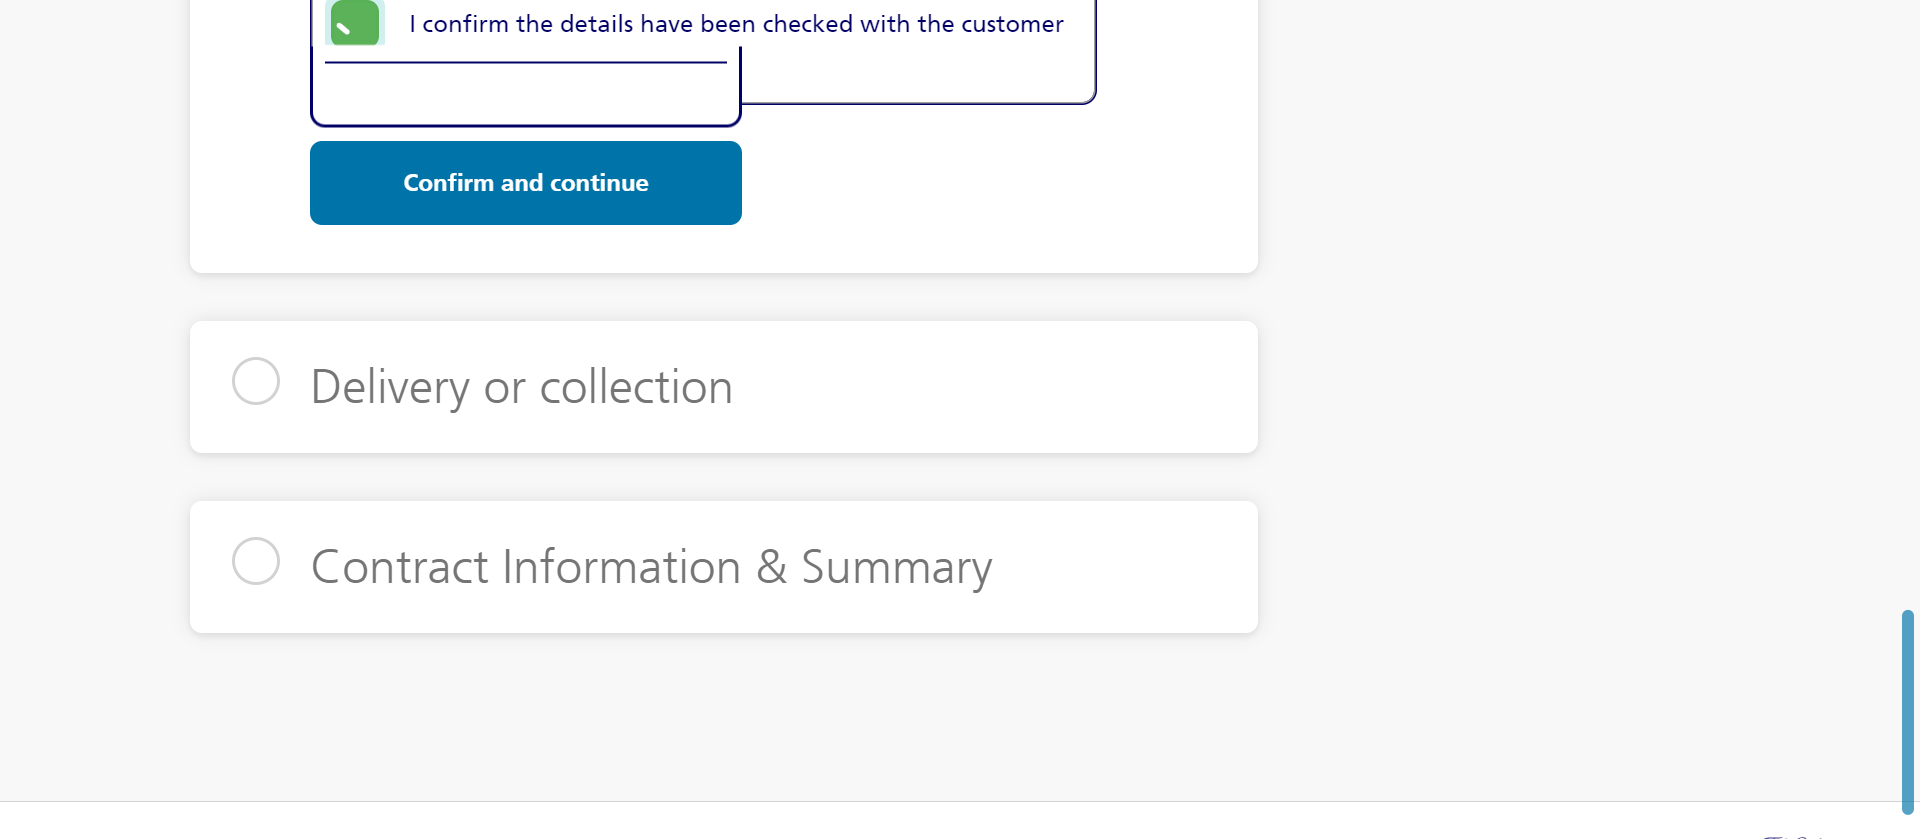 I confirm the details have been checked with the customer
Confirm and continue
Delivery or collection
Contract Information & Summary